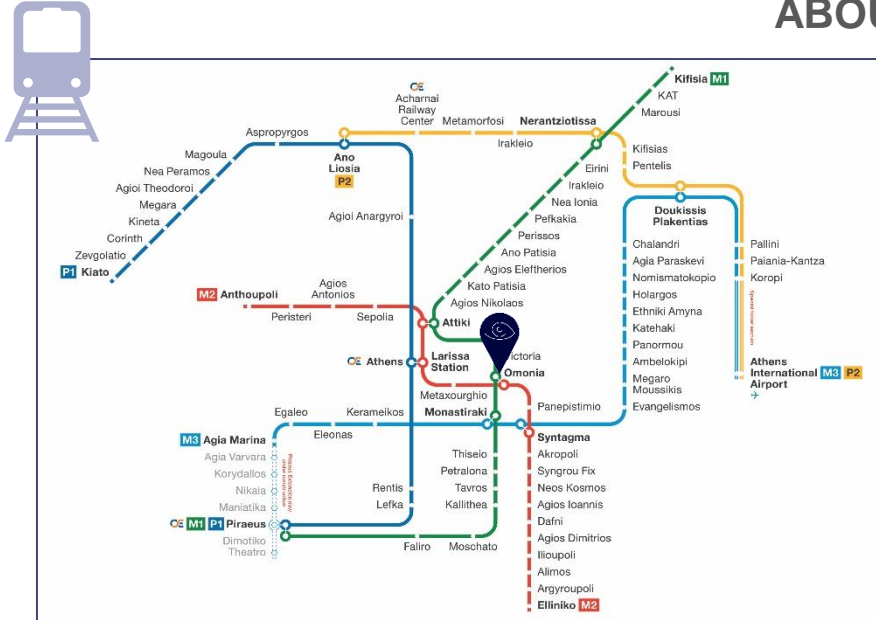 ABOU
Kifisia M1
KAT
Marousi
OE
Acharnai
Railway
Center
Metamorfosi
Nerantziotissa
Irakleio
Aspropyrgos
Ano
Liosia
P2
Magoula
Nea Peramos
Agioi Theodoroi
Megara
Kineta
Corinth
Zevgolatio
P1 Kiato
Agioi Anargyroi
Kifisias
Pentelis
Eirini
Irakleio
Nea Ionia
Pefkakia
Perissos
Ano Patisia
Agios Eleftherios
Kato Patisia
Agios Nikolaos
Doukissis
Plakentias
Chalandri
Agia Paraskevi
Nomismatokopio
Holargos
Ethniki Amyna
Katehaki
Panormou
Ambelokipi
Megaro
Moussikis
Evangelismos
Pallini
Paiania-Kantza
Koropi
Athens
International M3 P2
Airport
M2 Anthoupoli
Peristeri
Agios
Antonios
Sepolia
Attiki
ictoria
OE Athens
Larissa
Station
Omonia
Metaxourghio
Panepistimio
Egaleo
Kerameikos
Monastiraki
Eleonas
M3 Agia Marina
Syntagma
Agia Varvara
Korydallos
Nikaia
Maniatika
OE M1 P1 Piraeus
Dimotiko
Theatro
Rentis
Lefka
Thiseio
Petralona
Tavros
Kallithea
Faliro
Moschato
Akropoli
Syngrou Fix
Neos Kosmos
Agios Ioannis
Dafni
Agios Dimitrios
Ilioupoli
Alimos
Argyroupoli
Elliniko M2